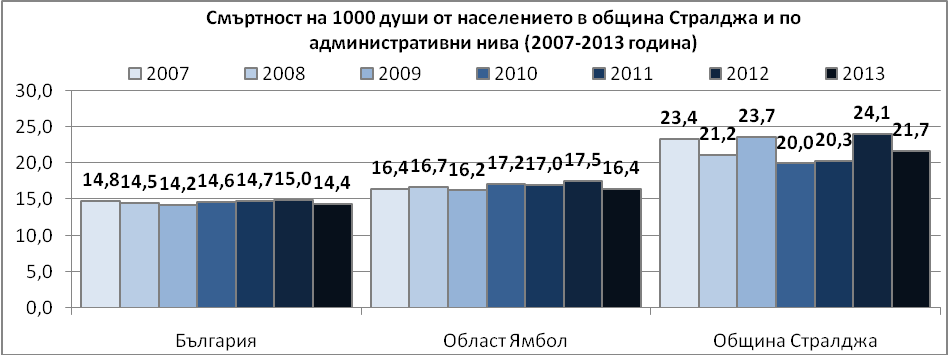 Смъртност на 1000 души от населението в община Стралджа и по
административни нива (2007-2013 година)
2007 2008 2009 2010 2011 2012 2013
30,0
25,0
20,0
15,0
10,0
5,0
0,0
14,8 14,5 14,2 14,6 14,7 15,0 14,4
16,4 16,7 16,2 17,2 17,0 17,5 16,4
23,4 21,2 23,7 20,0 20,3 24,1 21,7
България Област Ямбол Община Стралджа